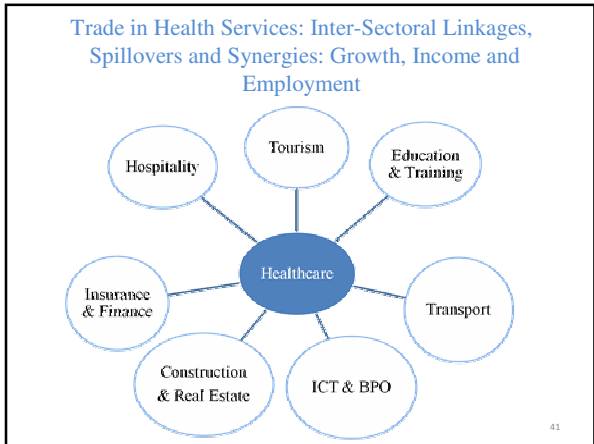 Trade in Health Services: Inter-Sectoral Linkages,
Spillovers and Synergies: Growth, Income and
Employment
Tourism
Education
& Training
Hospitality
Healthcare
Insurance
& Finance
Transport
Construction
& Real Estate
ICT & BPO
41